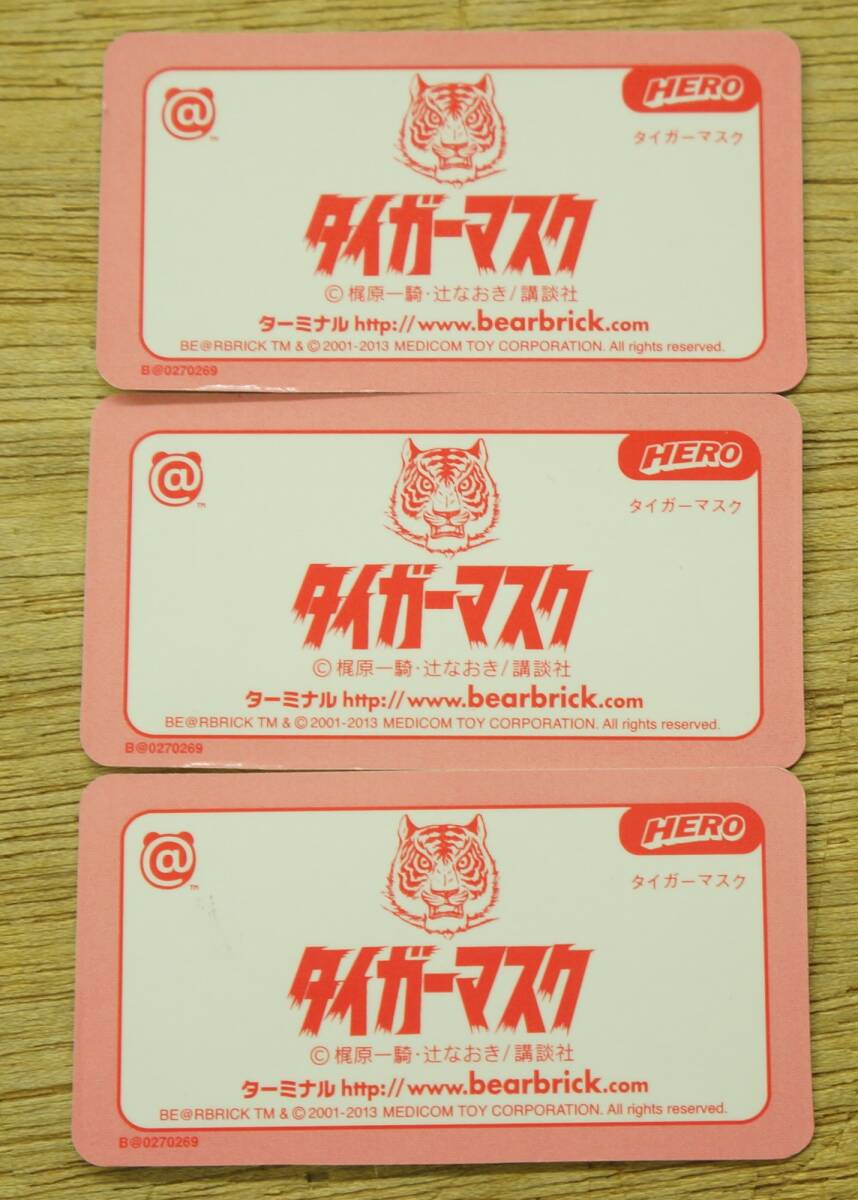 @
TM
HERO
タイガーマスク
タイガーマスク
©梶原一騎・辻なおき/講談社
ターミナル http://www.bearbrick.com
BE@RBRICK TM & © 2001-2013 MEDICOM TOY CORPORATION. All rights reserved.
B@0270269
@
TM
HERO
タイガーマスク
タイガーマスク
©梶原一騎・辻なおき/講談社
ターミナル http://www.bearbrick.com
BE@RBRICK TM & © 2001-2013 MEDICOM TOY CORPORATION. All rights reserved.
B@0270269
@
TM
HERO
タイガーマスク
タイガーマスク
©梶原一騎・辻なおき/講談社
ターミナル http://www.bearbrick.com
BE@RBRICK TM & © 2001-2013 MEDICOM TOY CORPORATION. All rights reserved.
B@0270269